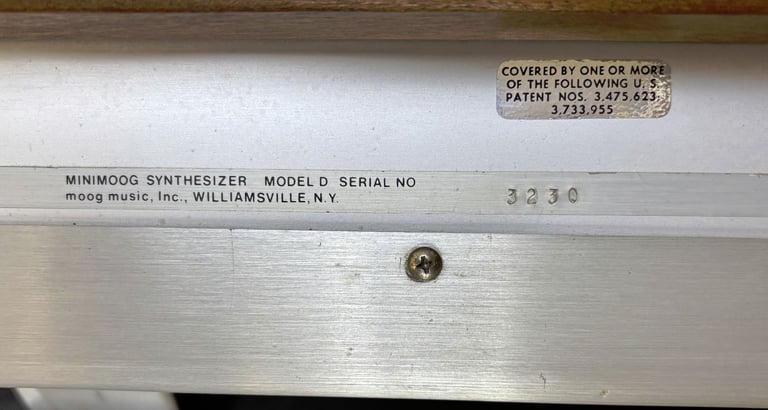 COVERED BY ONE OR MORE
OF THE FOLLOWING U. S.
PATENT NOS. 3,475,623;
3,733,955
MINIMOOG SYNTHESIZER MODEL D SERIAL NO
moog music, Inc., WILLIAMSVILLE, N.Y.
3230